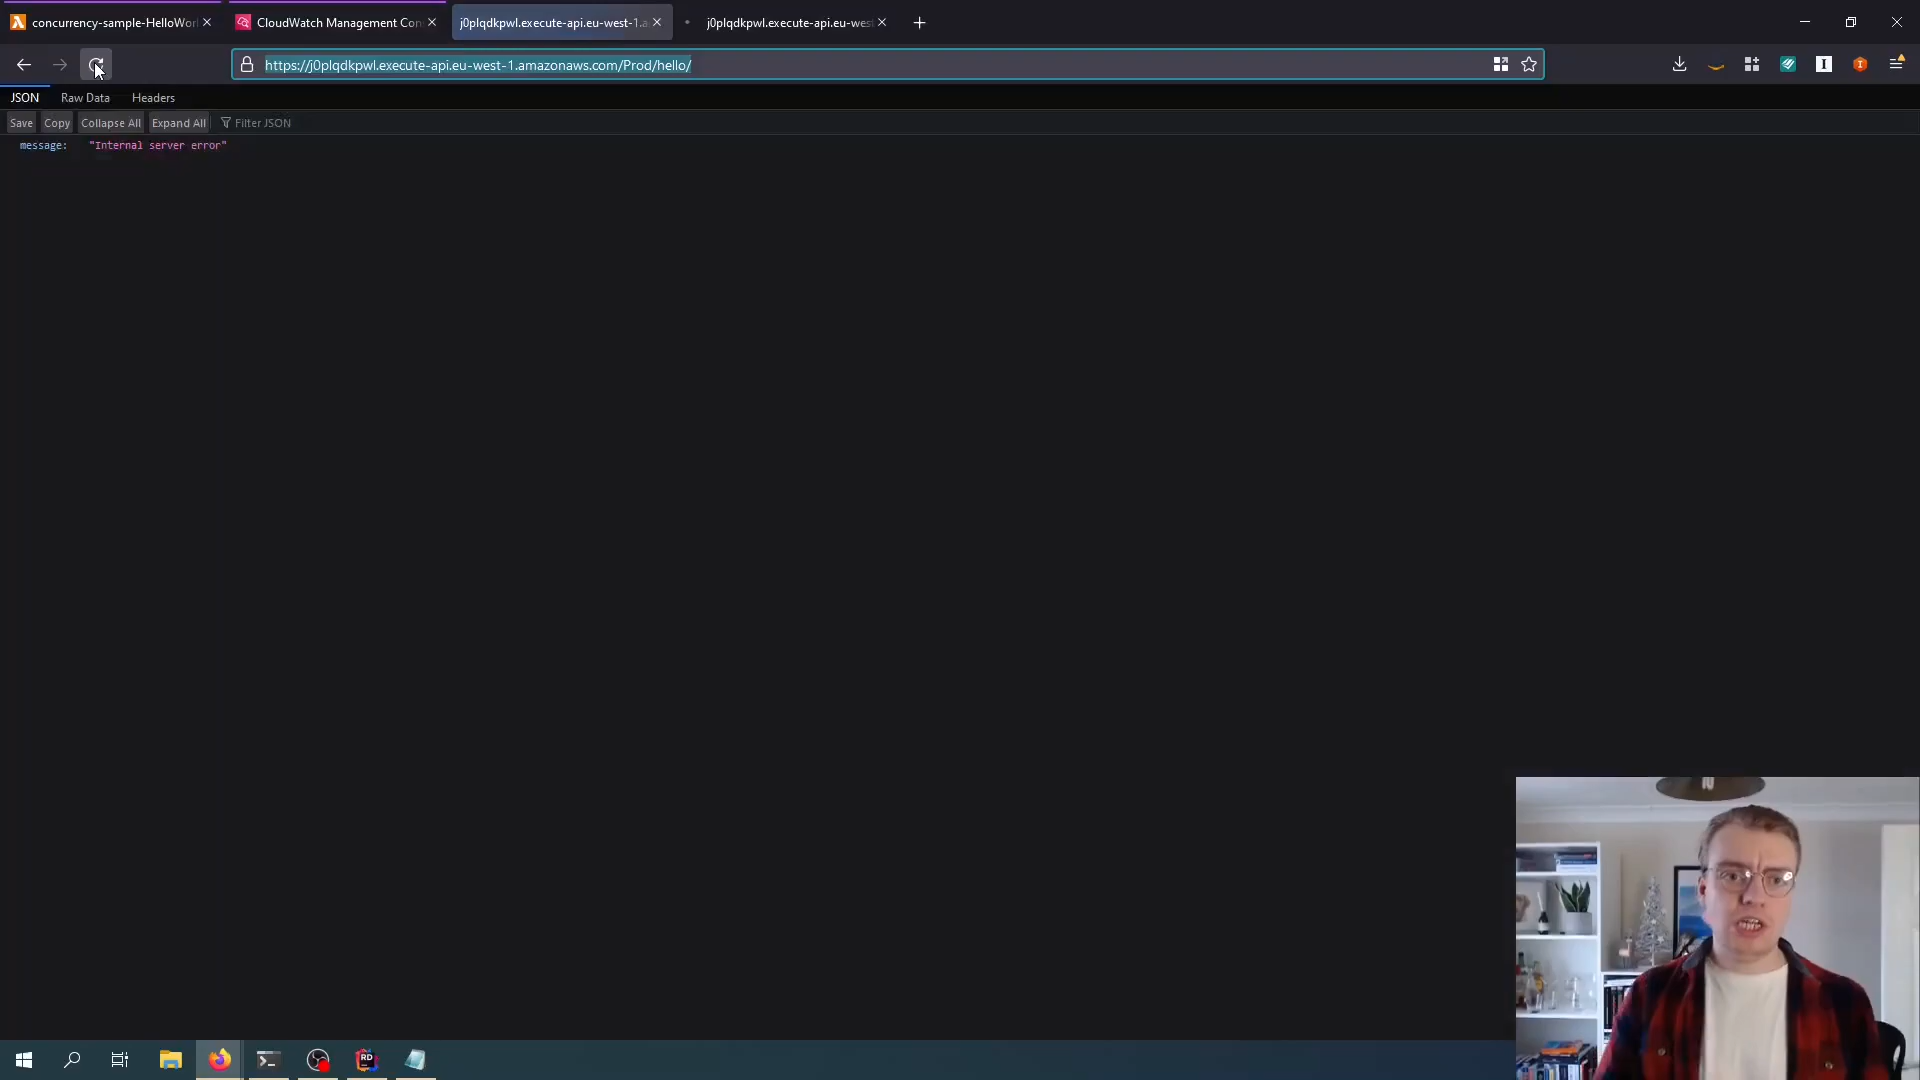 concurrency-sample-HelloWor
CloudWatch Management Con
j0plqdkpwl.execute-api.eu-west-1.a
j0plqdkpwl.execute-api.eu-wes
https://j0plqdkpwl.execute-api.eu-west-1.amazonaws.com/Prod/hello/
JSON Raw Data Headers
Save Copy Collapse All Expand All Filter JSON
message: "Internal server error"
RD